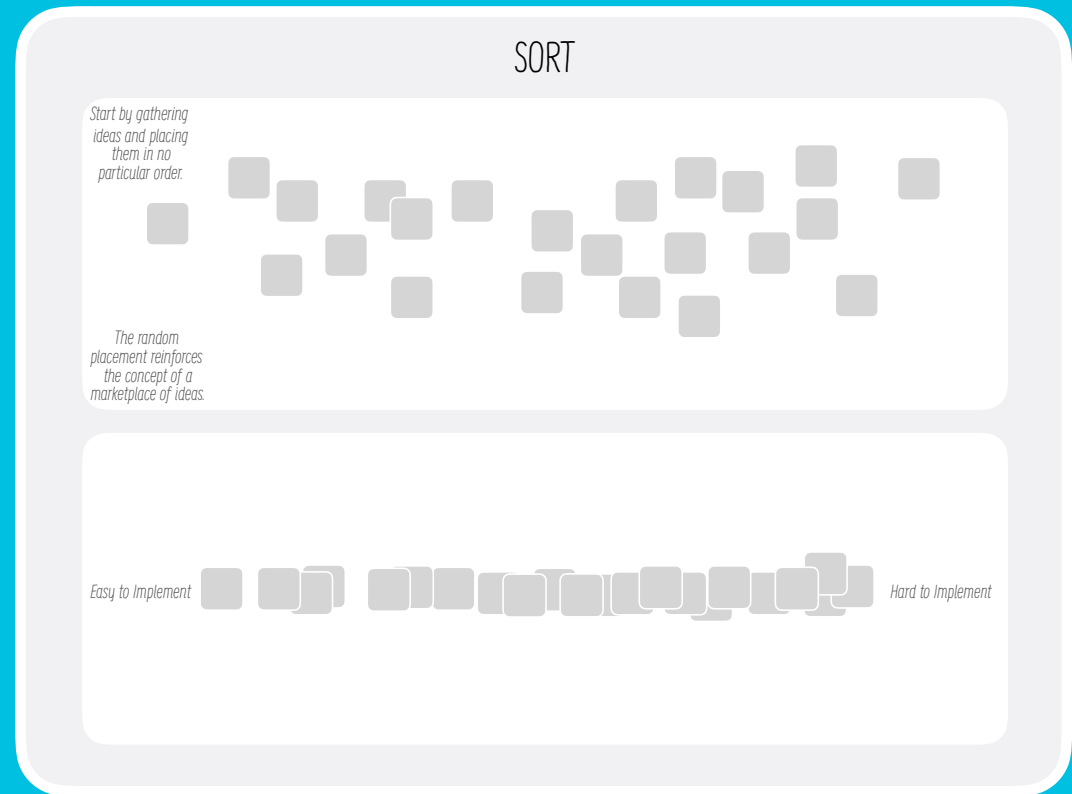 SORT
Start by gathering
ideas and placing
them in no
particular order.
The random
placement reinforces
the concept of a
marketplace of ideas.
Easy to Implement
Hard to Implement